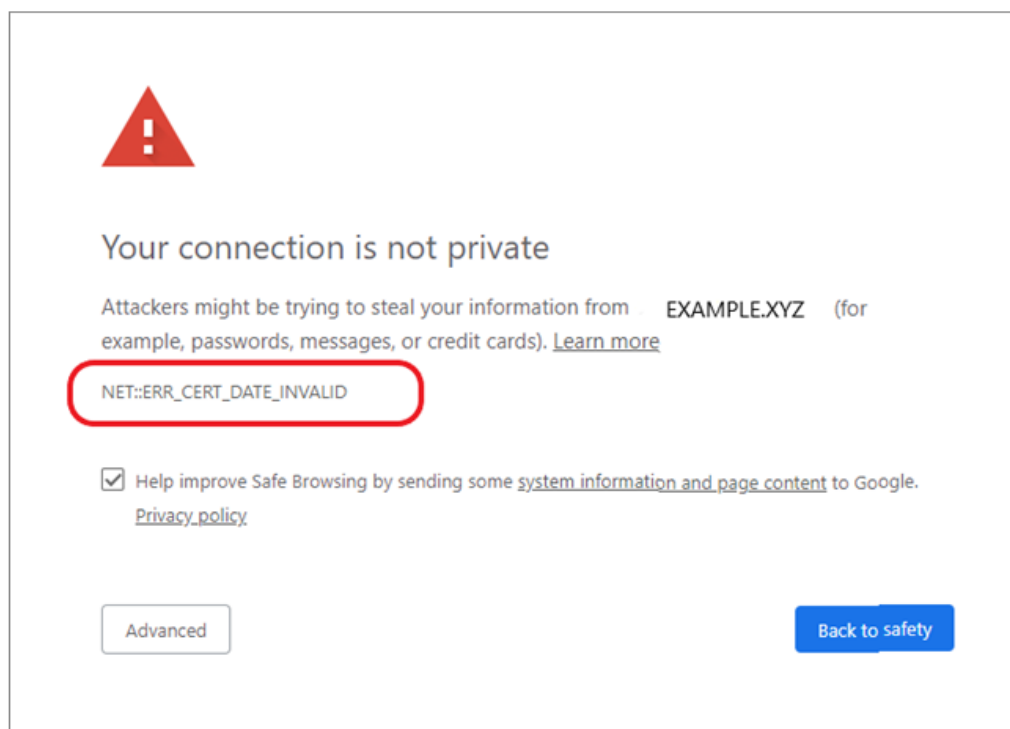 Your connection is not private
Attackers might be trying to steal your information from EXAMPLE.XYZ (for
example, passwords, messages, or credit cards). Learn more
NET::ERR_CERT_DATE_INVALID
Help improve Safe Browsing by sending some system information and page content to Google.
Privacy policy
Advanced
Back to safety